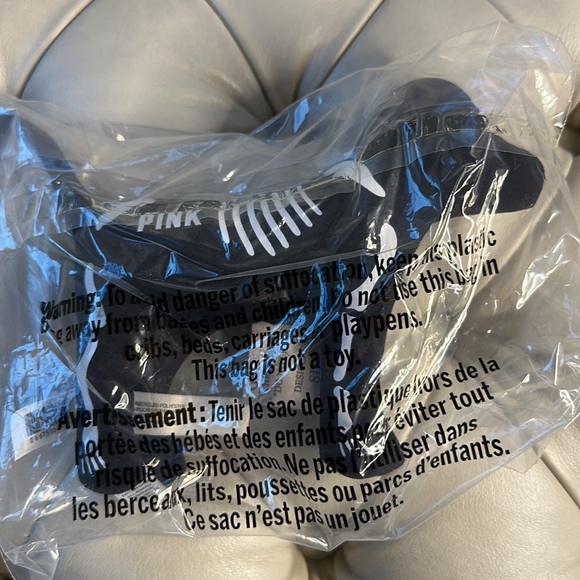 PINK
Warning: To avoid danger of suffocation, keep this plastic
bag away from babies and children. Do not use this bag in
cribs, beds, carriages or playpens.
This bag is not a toy.
Avertissement : Tenir le sac de plastique hors de la
portée des bébés et des enfants pour éviter tout
risque de suffocation. Ne pas l'utiliser dans
les berceaux, lits, poussettes ou parcs d'enfants.
Ce sac n'est pas un jouet.